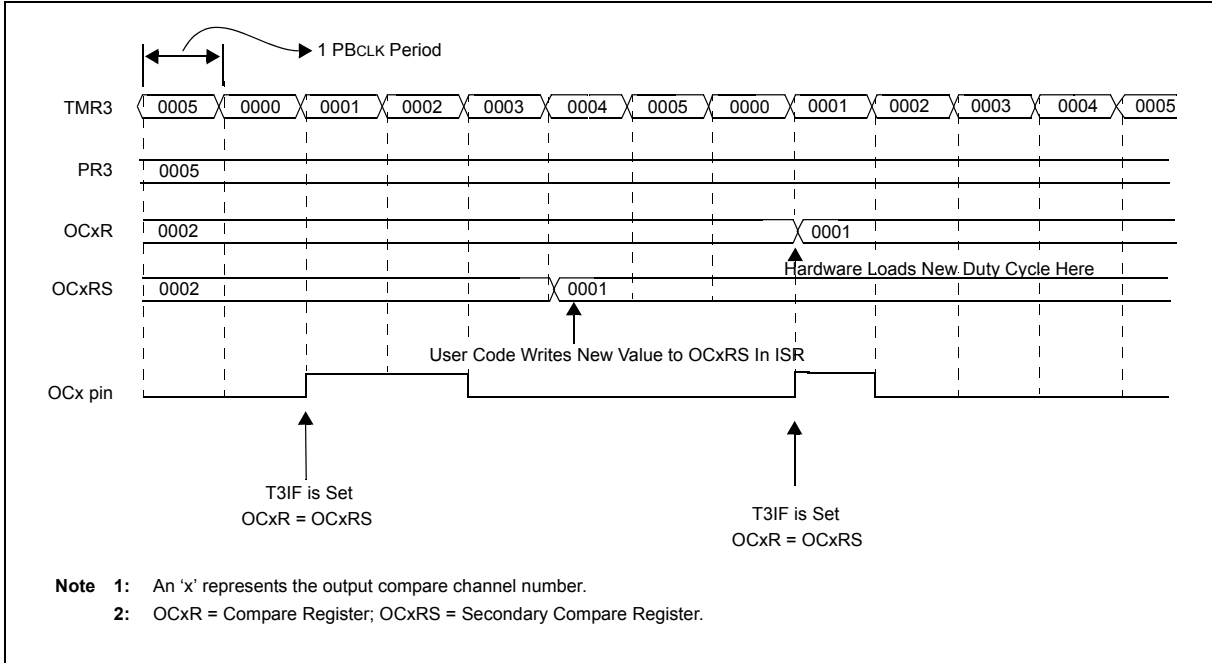 1 PBCLK Period
TMR3 0005 0000 0001 0002 0003 0004 0005 0000 0001 0002 0003 0004 0005
PR3 0005
OCxR 0002 0001
Hardware Loads New Duty Cycle Here
OCxRS 0002 0001
User Code Writes New Value to OCxRS In ISR
OCx pin
T3IF is Set
OCxR = OCxRS
T3IF is Set
OCxR = OCxRS
Note 1: An ‘x’ represents the output compare channel number.
2: OCxR = Compare Register; OCxRS = Secondary Compare Register.